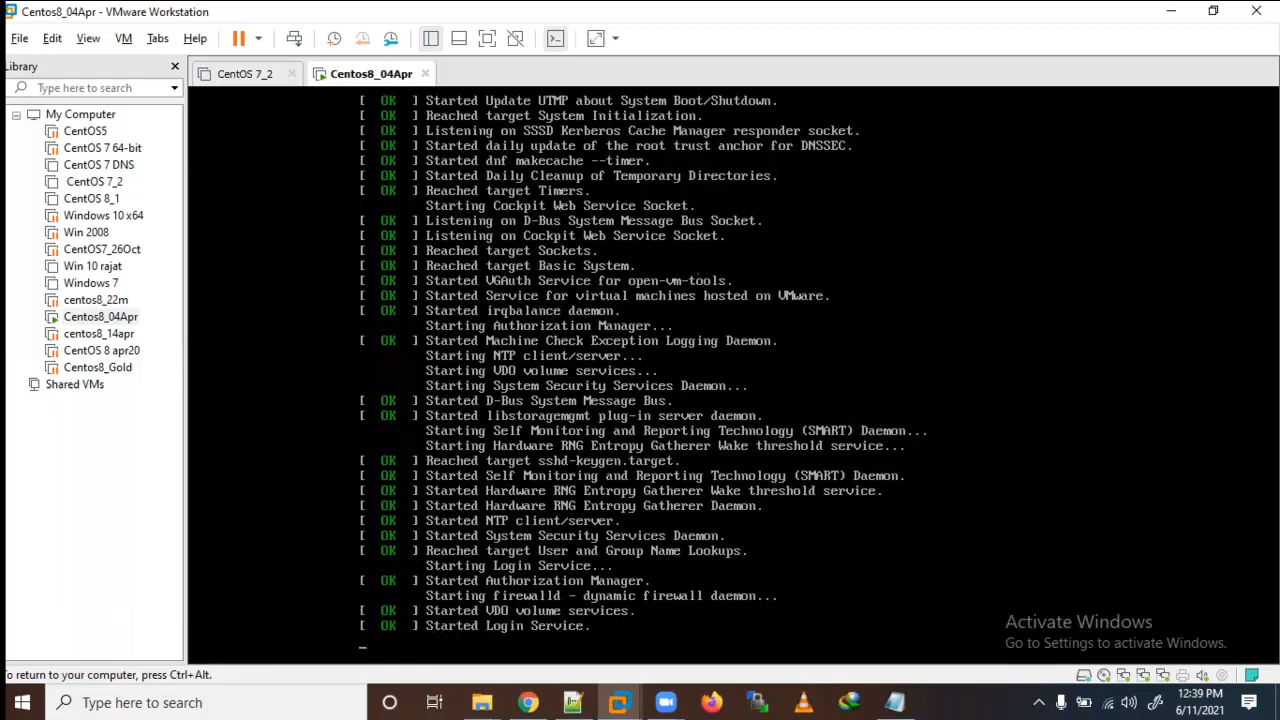 Centos8_04Apr - VMware Workstation
File Edit View VM Tabs Help
Library
Type here to search
My Computer
CentOS5
CentOS 7 64-bit
CentOS 7 DNS
CentOS 7_2
CentOS 8_1
Windows 10 x64
Win 2008
CentOS7_26Oct
Win 10 rajat
Windows 7
centos8_22m
Centos8_04Apr
centos8_14apr
CentOS 8 apr20
Centos8_Gold
Shared VMs
CentOS 7_2
Centos8_04Apr
[ OK ] Started Update UTMP about System Boot/Shutdown.
[ OK ] Reached target System Initialization.
[ OK ] Listening on SSSD Kerberos Cache Manager responder socket.
[ OK ] Started daily update of the root trust anchor for DNSSEC.
[ OK ] Started dnf makecache --timer.
[ OK ] Started Daily Cleanup of Temporary Directories.
[ OK ] Reached target Timers.
Starting Cockpit Web Service Socket.
[ OK ] Listening on D-Bus System Message Bus Socket.
[ OK ] Listening on Cockpit Web Service Socket.
[ OK ] Reached target Sockets.
[ OK ] Reached target Basic System.
[ OK ] Started VGAuth Service for open-vm-tools.
[ OK ] Started Service for virtual machines hosted on VMware.
[ OK ] Started irqbalance daemon.
Starting Authorization Manager...
[ OK ] Started Machine Check Exception Logging Daemon.
Starting NTP client/server...
Starting VDO volume services...
Starting System Security Services Daemon...
[ OK ] Started D-Bus System Message Bus.
[ OK ] Started libstoragemgmt plug-in server daemon.
Starting Self Monitoring and Reporting Technology (SMART) Daemon...
Starting Hardware RNG Entropy Gatherer Wake threshold service...
[ OK ] Reached target sshd-keygen.target.
[ OK ] Started Self Monitoring and Reporting Technology (SMART) Daemon.
[ OK ] Started Hardware RNG Entropy Gatherer Wake threshold service.
[ OK ] Started Hardware RNG Entropy Gatherer Daemon.
[ OK ] Started NTP client/server.
[ OK ] Started System Security Services Daemon.
[ OK ] Reached target User and Group Name Lookups.
Starting Login Service...
[ OK ] Started Authorization Manager.
Starting firewalld - dynamic firewall daemon...
[ OK ] Started VDO volume services.
[ OK ] Started Login Service.
Activate Windows
Go to Settings to activate Windows.
To return to your computer, press Ctrl+Alt.
Type here to search
12:39 PM
6/11/2021